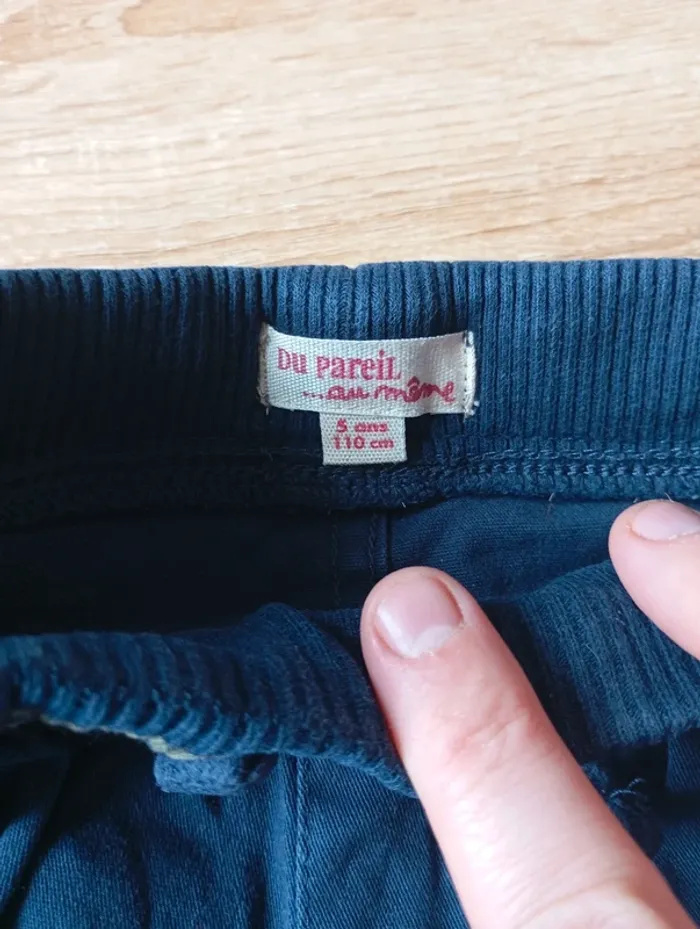 Du Pareil
...au même
5 ans
110 cm